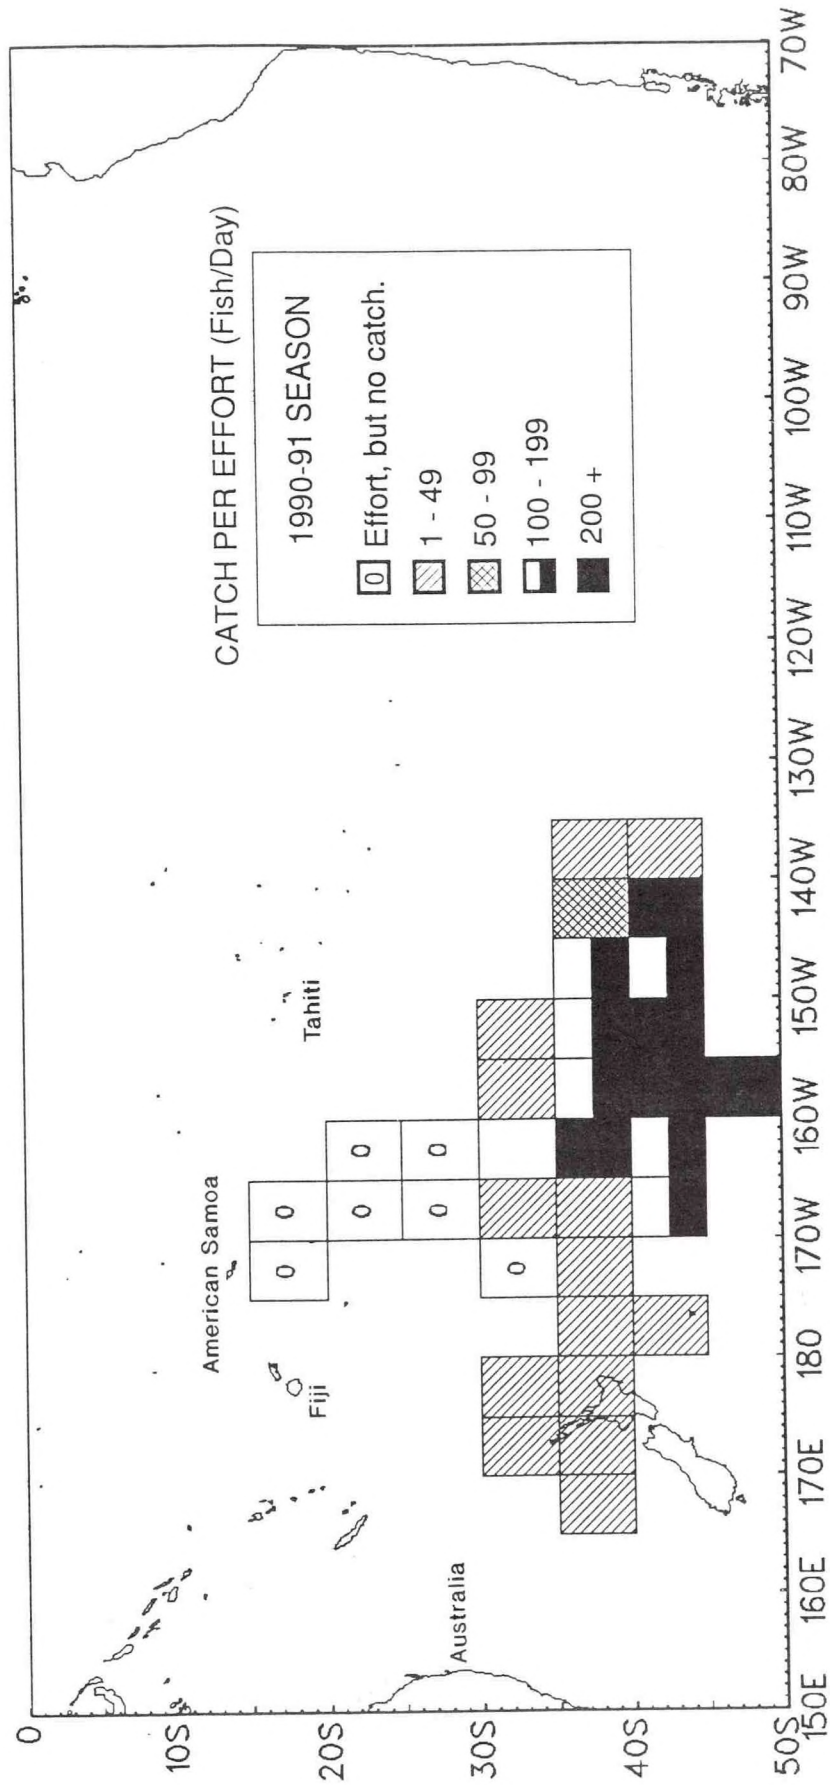 CATCH PER EFFORT (Fish/Day)
1990-91 SEASON
0 Effort, but no catch.
1 - 49
50 - 99
100 - 199
200 +
American Samoa
Fiji
Tahiti
Australia
0
0
0
0
0
0
0
0
10S
20S
30S
40S
50S
150E
160E
170E
180
170W
160W
150W
140W
130W
120W
110W
100W
90W
80W
70W